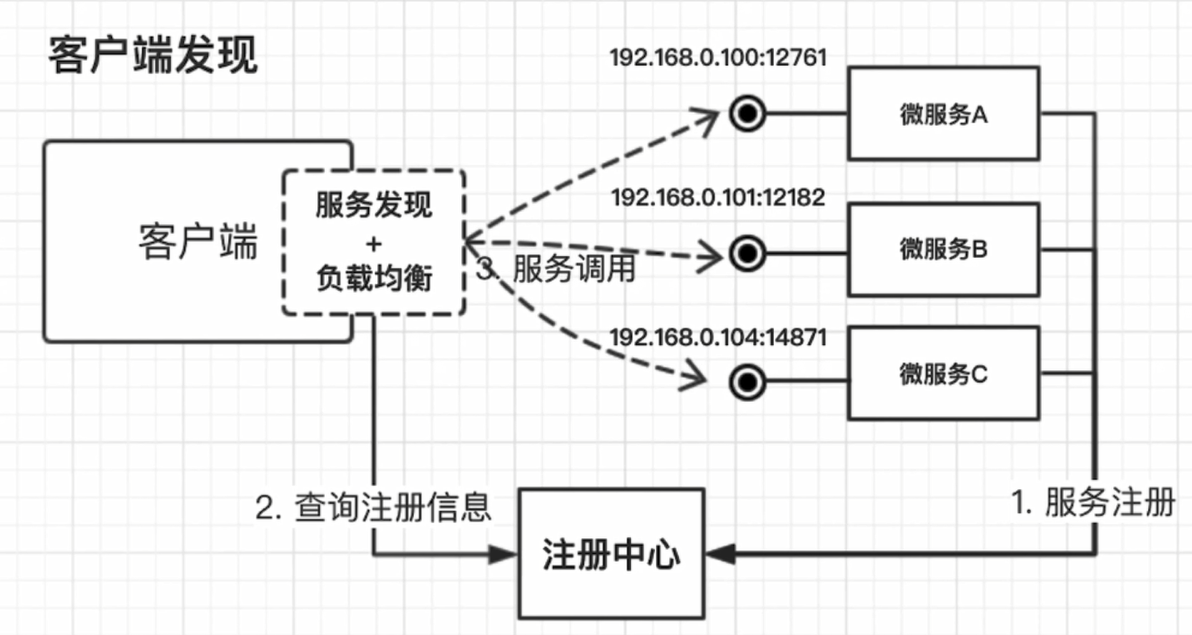 客户端发现
192.168.0.100:12761
微服务A
客户端
服务发现
+
负载均衡
192.168.0.101:12182
微服务B
3. 服务调用
192.168.0.104:14871
微服务C
2. 查询注册信息
注册中心
1. 服务注册